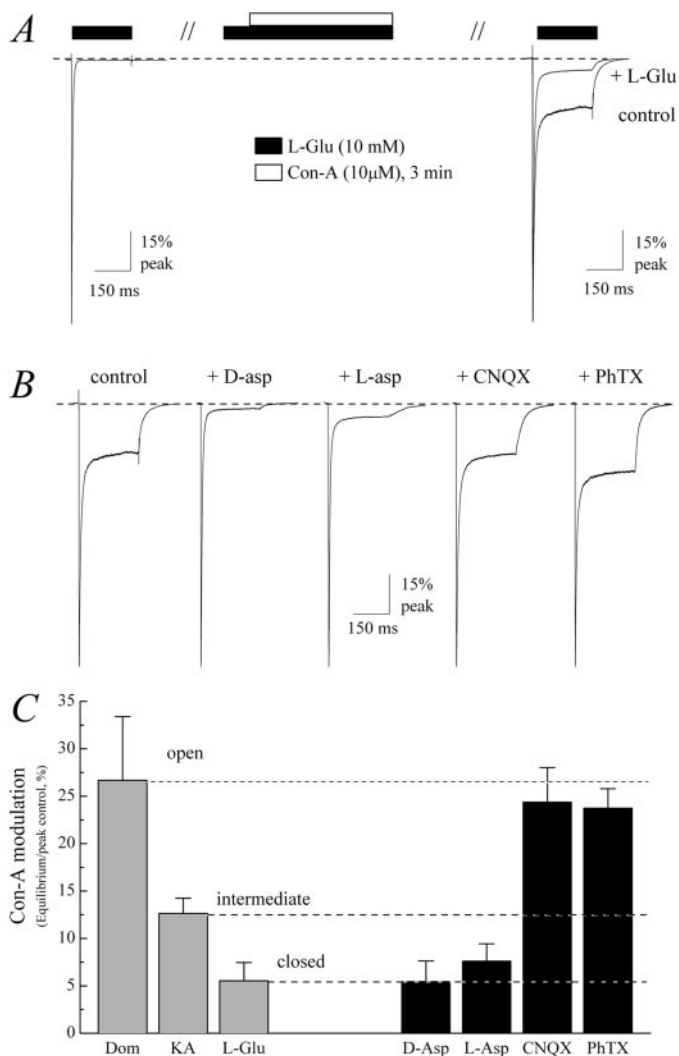 A
//
//
+ L-Glu
control
L-Glu (10 mM)
Con-A (10μM), 3 min
15%
peak
150 ms
15%
peak
150 ms
B
control
+ D-asp
+ L-asp
+ CNQX
+ PhTX
15%
peak
150 ms
C
Con-A modulation
(Equilibrium/peak control, %)
35
30
25
20
15
10
5
0
open
intermediate
closed
Dom
KA
L-Glu
D-Asp
L-Asp
CNQX
PhTX